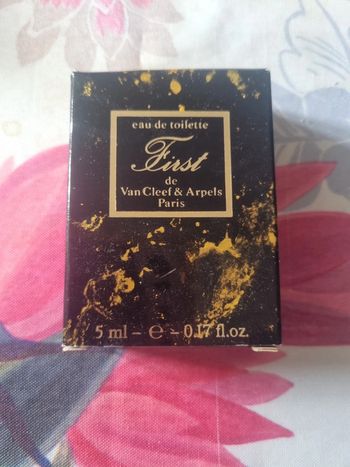 eau de toilette
First
de
Van Cleef & Arpels
Paris
5 ml – e – 0.17 fl.oz.